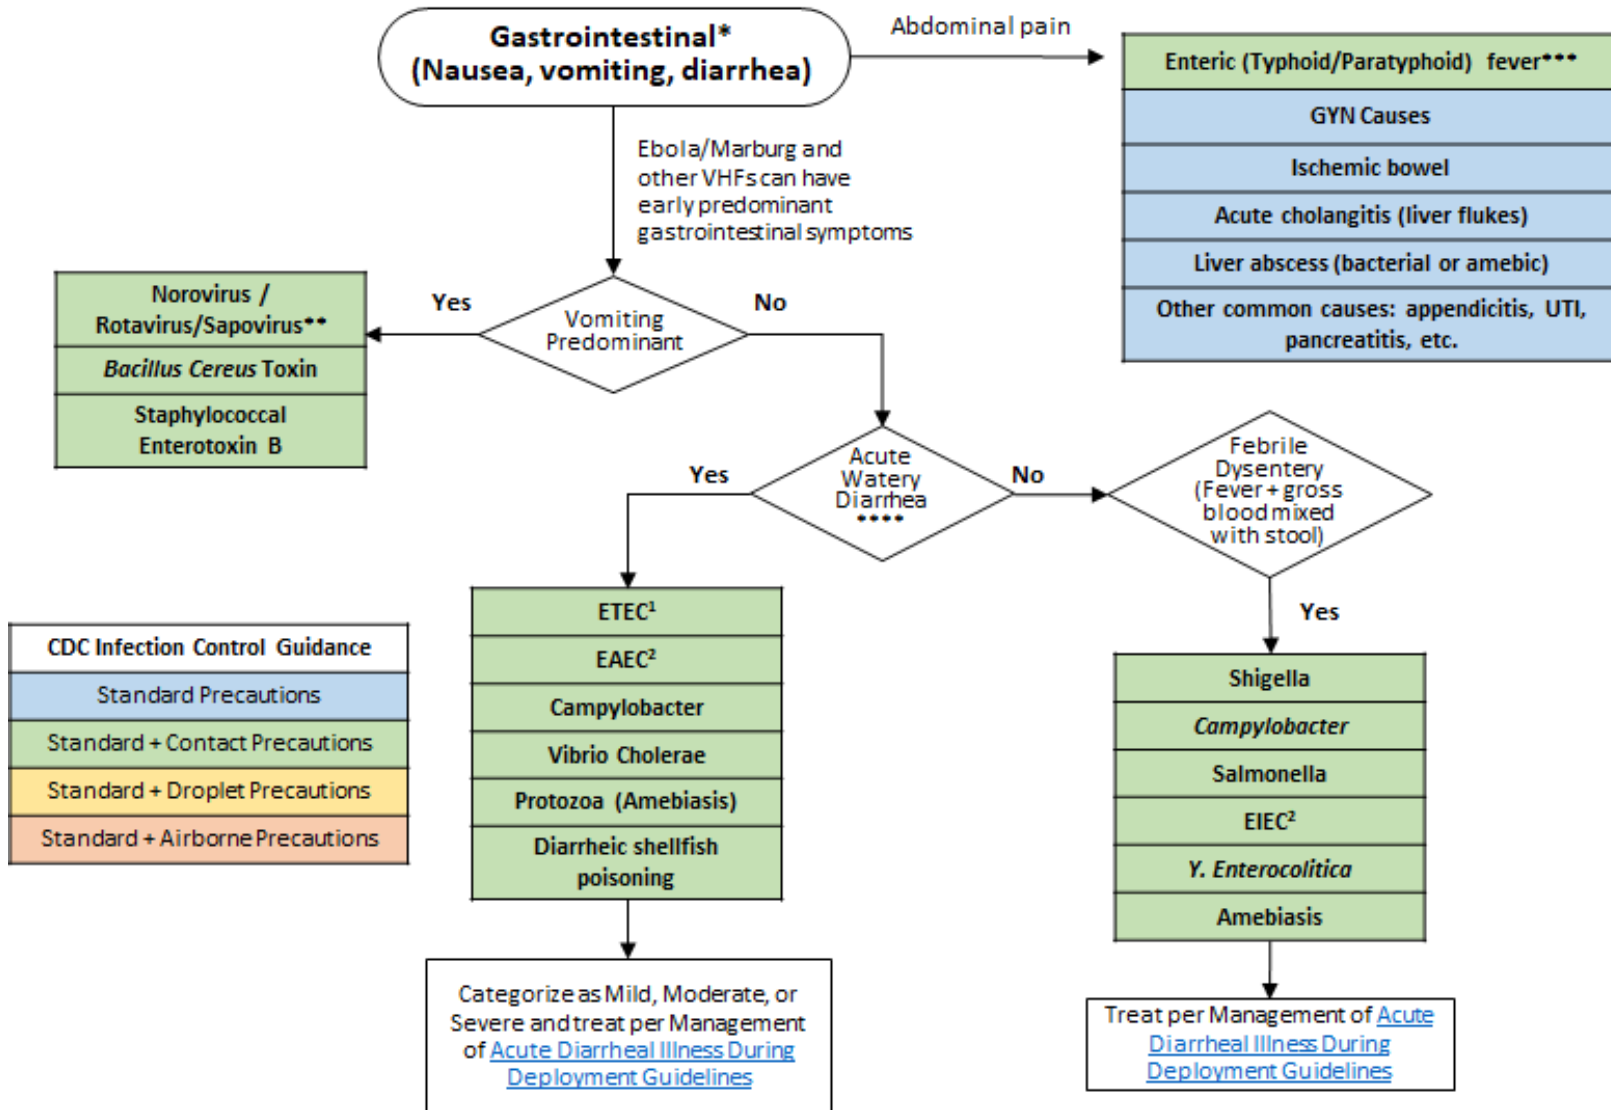 Gastrointestinal*
(Nausea, vomiting, diarrhea)
Abdominal pain
Enteric (Typhoid/Paratyphoid) fever***
GYN Causes
Ischemic bowel
Acute cholangitis (liver flukes)
Liver abscess (bacterial or amebic)
Other common causes: appendicitis, UTI,
pancreatitis, etc.
Ebola/Marburg and
other VHFs can have
early predominant
gastrointestinal symptoms
Vomiting
Predominant
Yes
No
Norovirus /
Rotavirus/Sapovirus**
Bacillus Cereus Toxin
Staphylococcal
Enterotoxin B
Acute
Watery
Diarrhea
****
Yes
No
Febrile
Dysentery
(Fever + gross
blood mixed
with stool)
Yes
ETEC¹
EAEC²
Campylobacter
Vibrio Cholerae
Protozoa (Amebiasis)
Diarrheic shellfish
poisoning
Categorize as Mild, Moderate, or
Severe and treat per Management
of Acute Diarrheal Illness During
Deployment Guidelines
Shigella
Campylobacter
Salmonella
EIEC²
Y. Enterocolitica
Amebiasis
Treat per Management of Acute
Diarrheal Illness During
Deployment Guidelines
CDC Infection Control Guidance
Standard Precautions
Standard + Contact Precautions
Standard + Droplet Precautions
Standard + Airborne Precautions